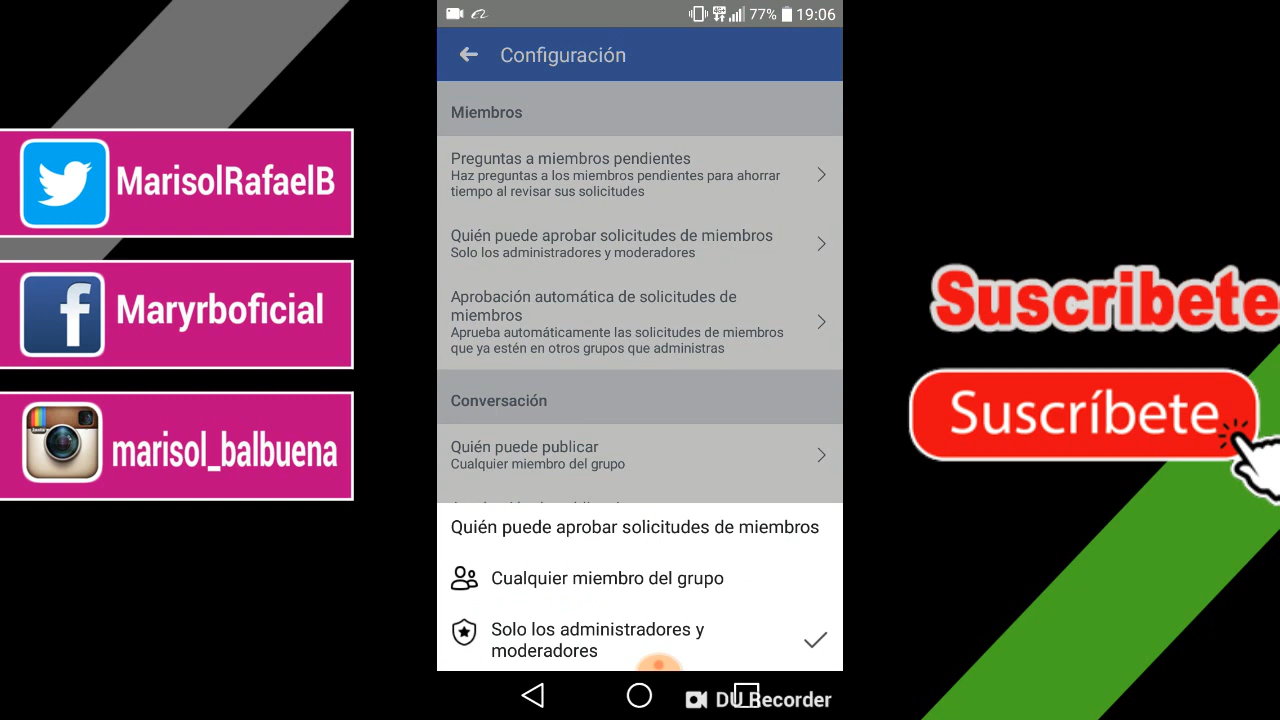 77% 19:06
Configuración
Miembros
Preguntas a miembros pendientes
Haz preguntas a los miembros pendientes para ahorrar
tiempo al revisar sus solicitudes
Quién puede aprobar solicitudes de miembros
Solo los administradores y moderadores
Aprobación automática de solicitudes de
miembros
Aprueba automáticamente las solicitudes de miembros
que ya estén en otros grupos que administras
Conversación
Quién puede publicar
Cualquier miembro del grupo
Quién puede aprobar solicitudes de miembros
Cualquier miembro del grupo
Solo los administradores y
moderadores
DU Recorder
MarisolRafaelB
Maryrboficial
marisol_balbuena
Suscribete
Suscríbete